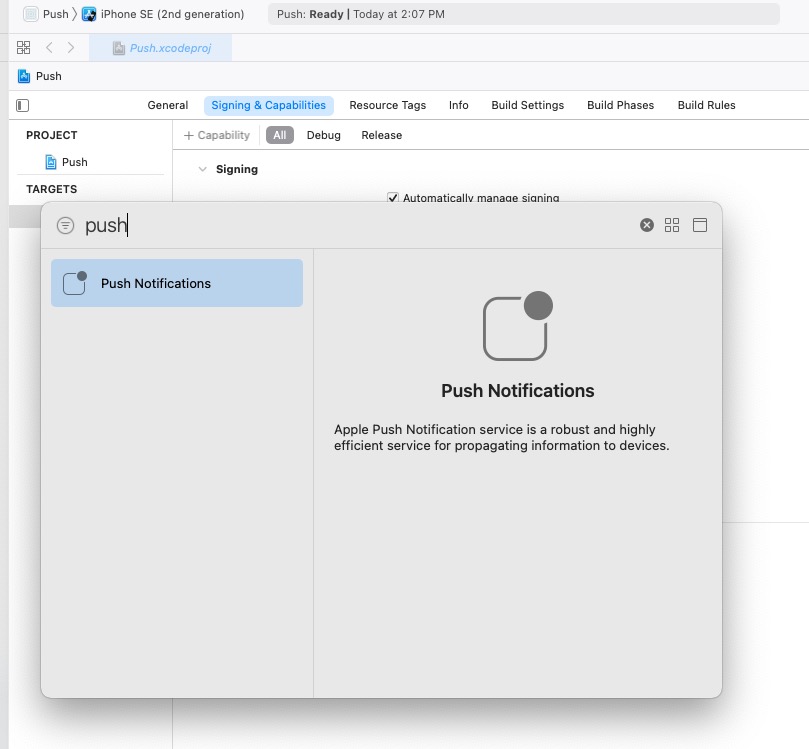 Push 〉 iPhone SE (2nd generation)
Push: Ready | Today at 2:07 PM
Push.xcodeproj
Push
General Signing & Capabilities Resource Tags Info Build Settings Build Phases Build Rules
PROJECT
+ Capability All Debug Release
Push
Signing
TARGETS
Automatically manage signing
push
Push Notifications
Push Notifications
Apple Push Notification service is a robust and highly
efficient service for propagating information to devices.